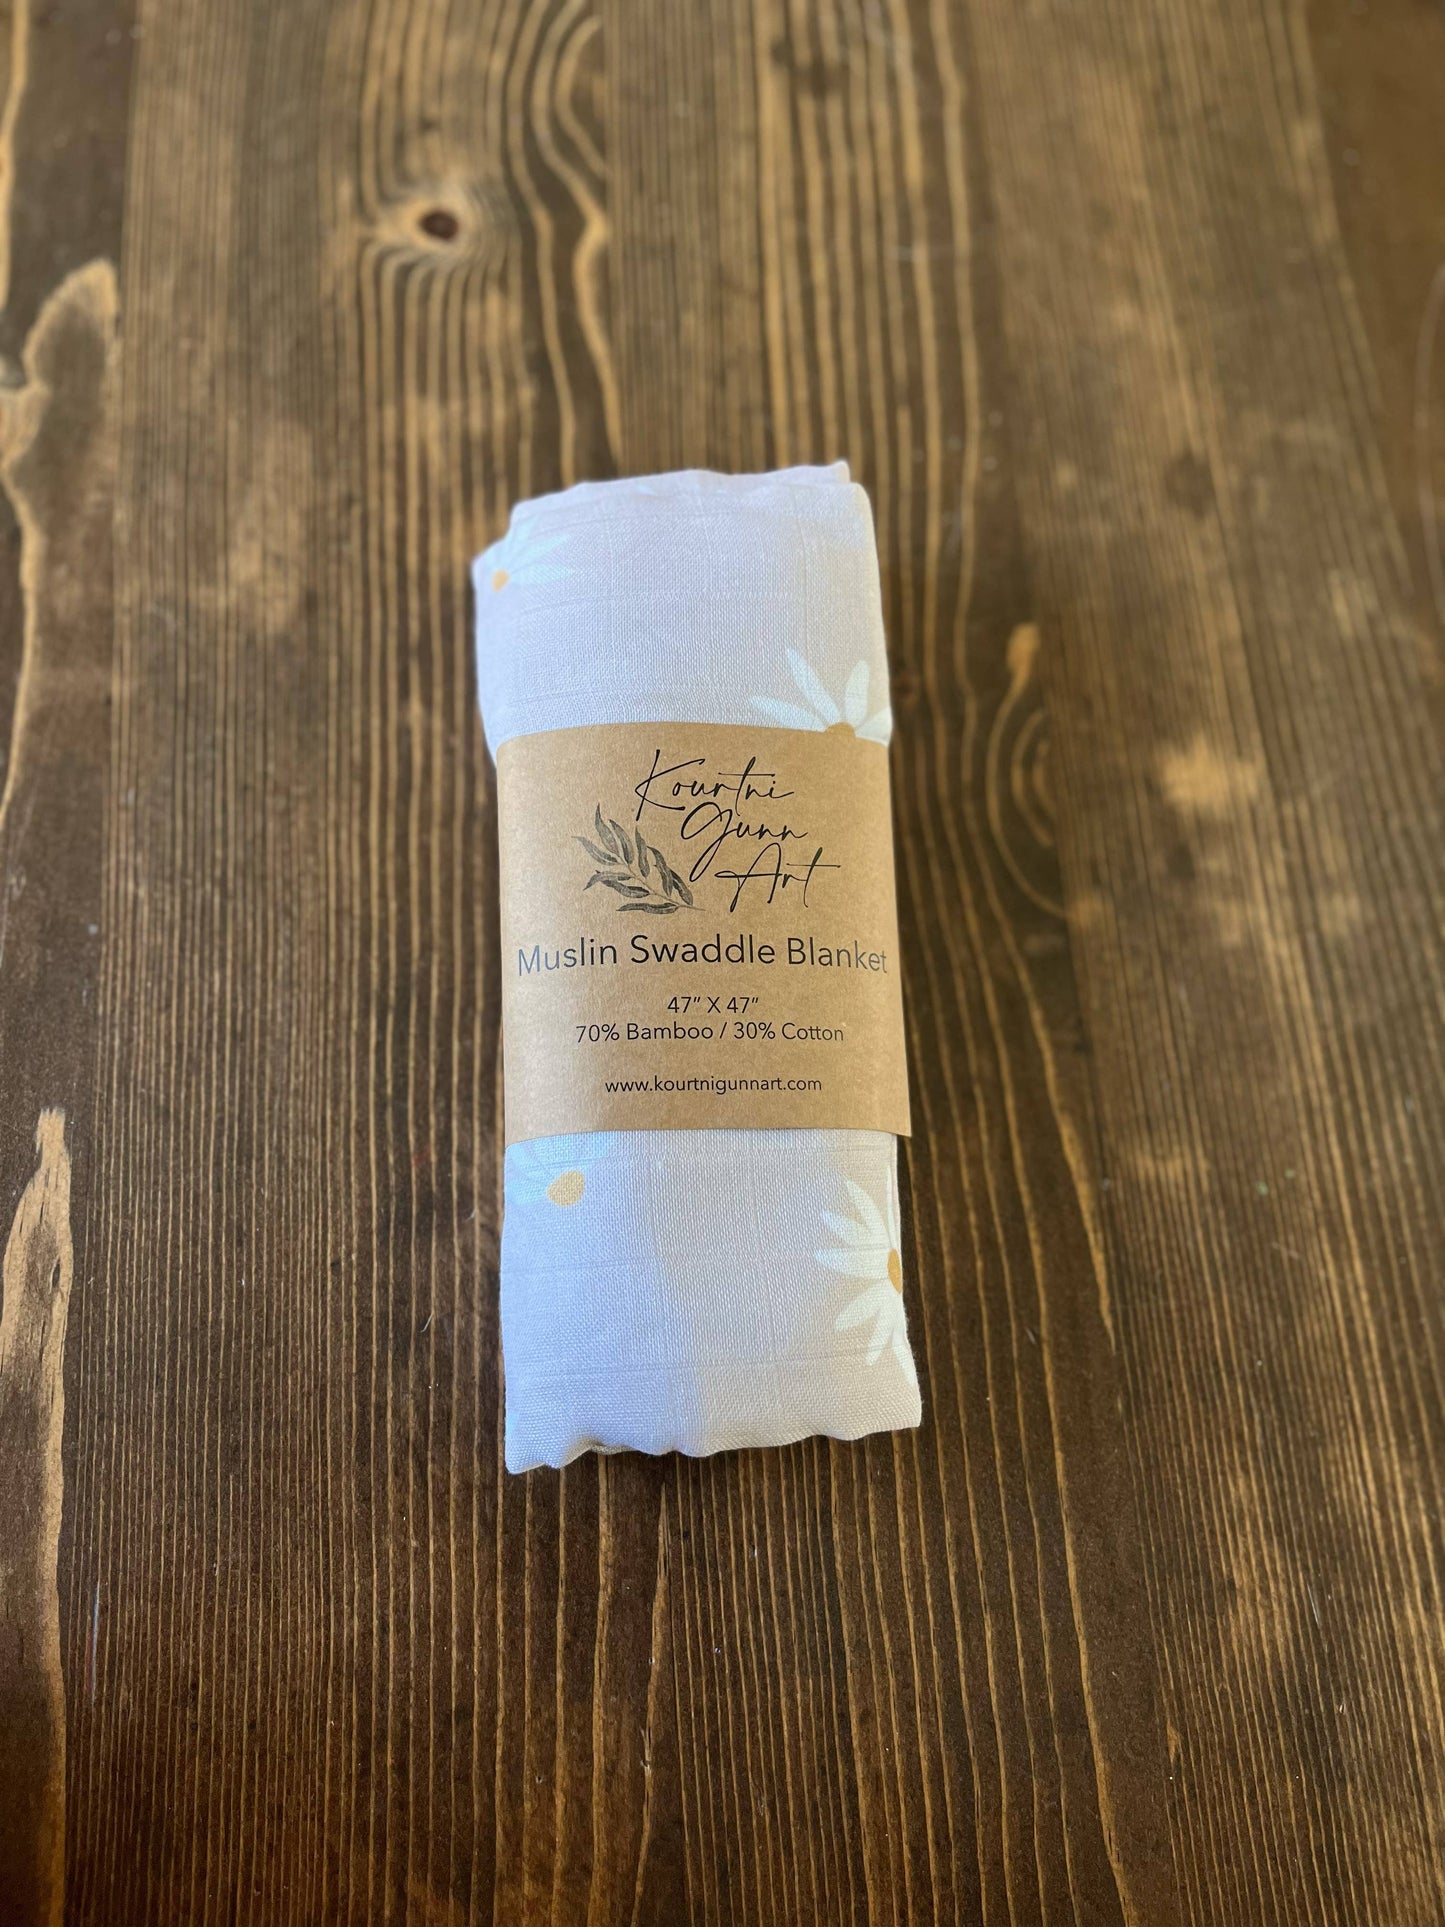 Kourtni
Gunn
Art
Muslin Swaddle Blanket
47" X 47"
70% Bamboo / 30% Cotton
www.kourtnigunnart.com